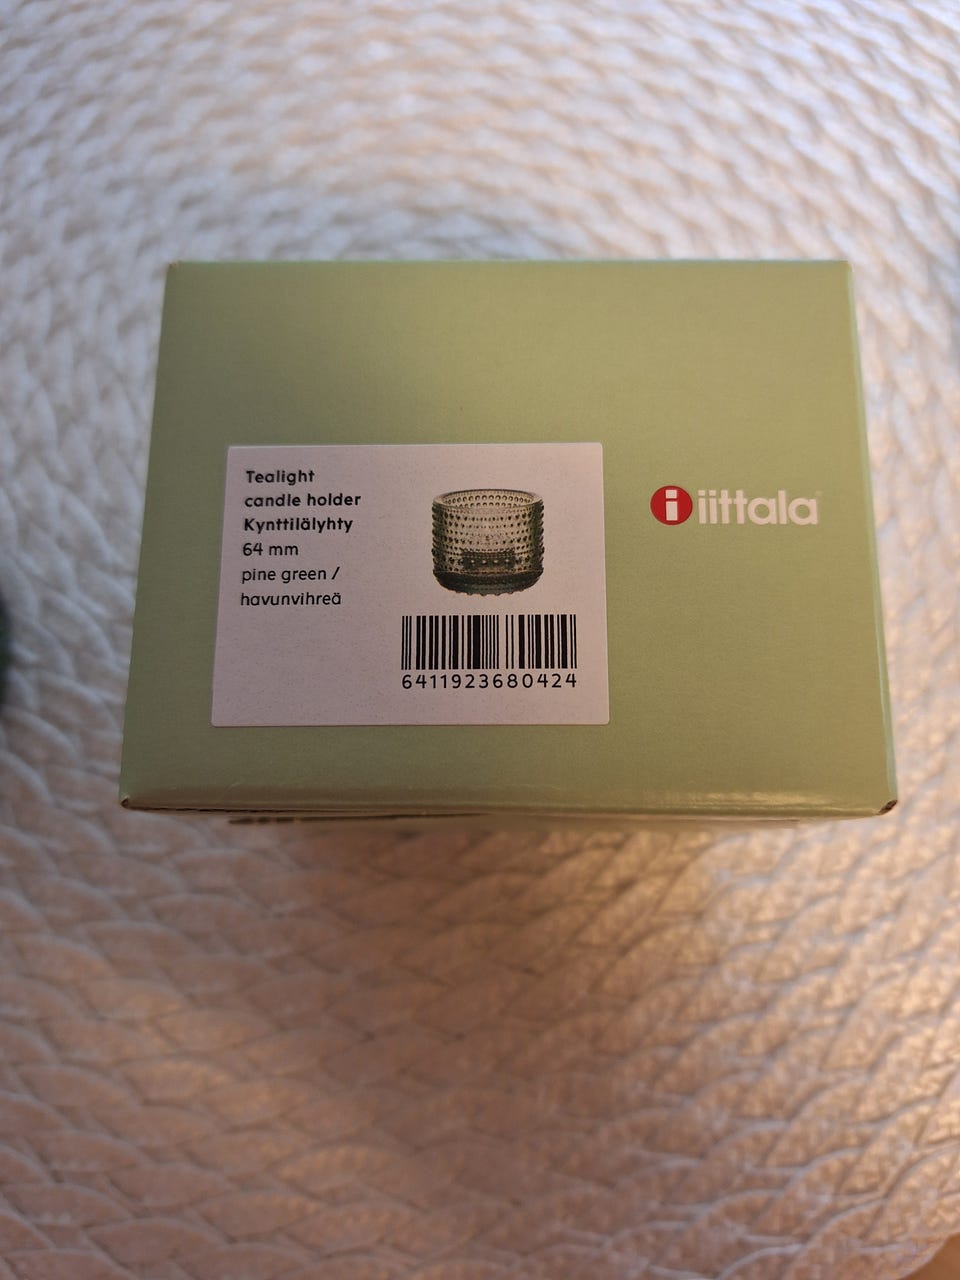 Tealight
candle holder
Kynttilälyhty
64 mm
pine green /
havunvihreä
6411923680424
i iittala